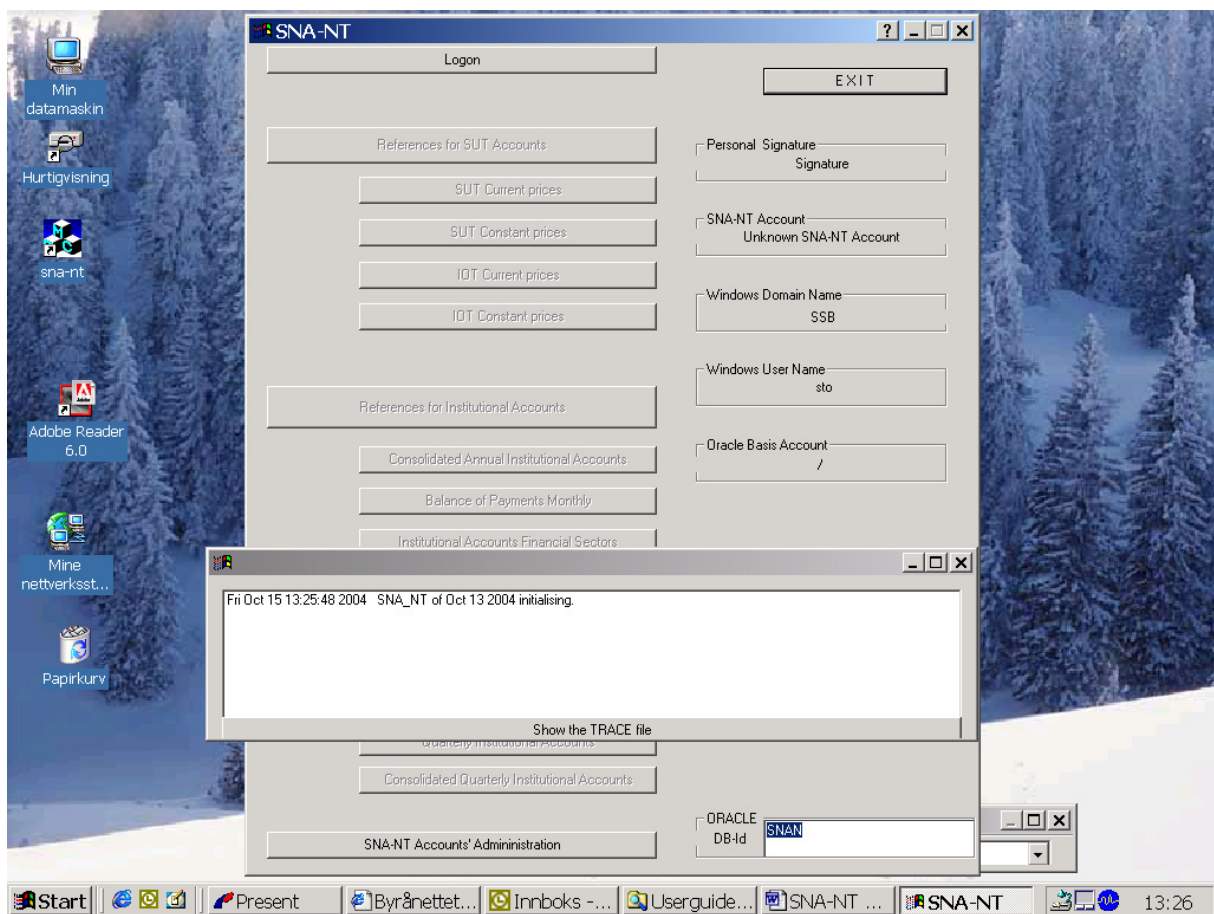 Min
datamaskin
Hurtigvisning
sna-nt
Adobe Reader
6.0
Mine
nettverksst...
Papirkurv
SNA-NT
Logon
References for SUT Accounts
SUT Current prices
SUT Constant prices
IOT Current prices
IOT Constant prices
References for Institutional Accounts
Consolidated Annual Institutional Accounts
Balance of Payments Monthly
Institutional Accounts Financial Sectors
EXIT
Personal Signature
Signature
SNA-NT Account
Unknown SNA-NT Account
Windows Domain Name
SSB
Windows User Name
sto
Oracle Basis Account
/
Fri Oct 15 13:25:48 2004 SNA_NT of Oct 13 2004 initialising.
Show the TRACE file
Quarterly Institutional Accounts
Consolidated Quarterly Institutional Accounts
SNA-NT Accounts' Admininistration
ORACLE
DB-Id
SNAN
Start
Present
Byrånettet...
Innboks -...
Userguide...
SNA-NT ...
SNA-NT
13:26